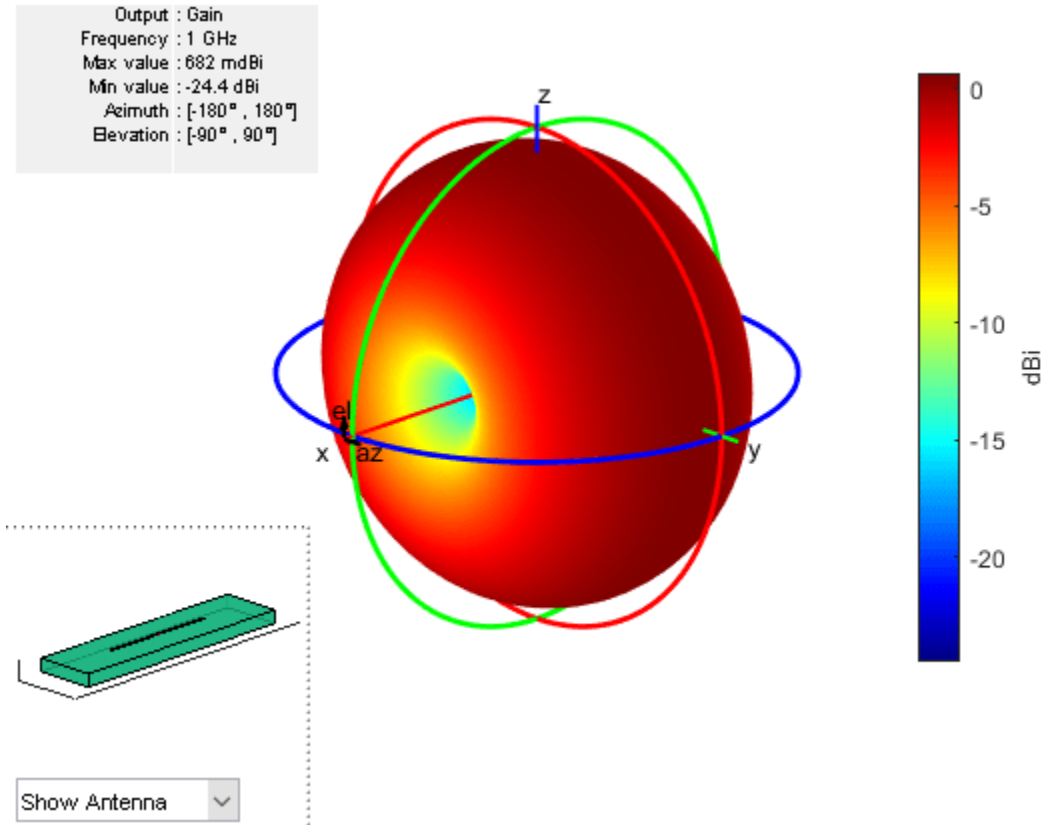 Output : Gain
Frequency : 1 GHz
Max value : 682 mdBi
Min value : -24.4 dBi
Azimuth : [-180° , 180°]
Elevation : [-90° , 90°]
z
0
-5
-10
-15
-20
dBi
el
x
az
y
Show Antenna